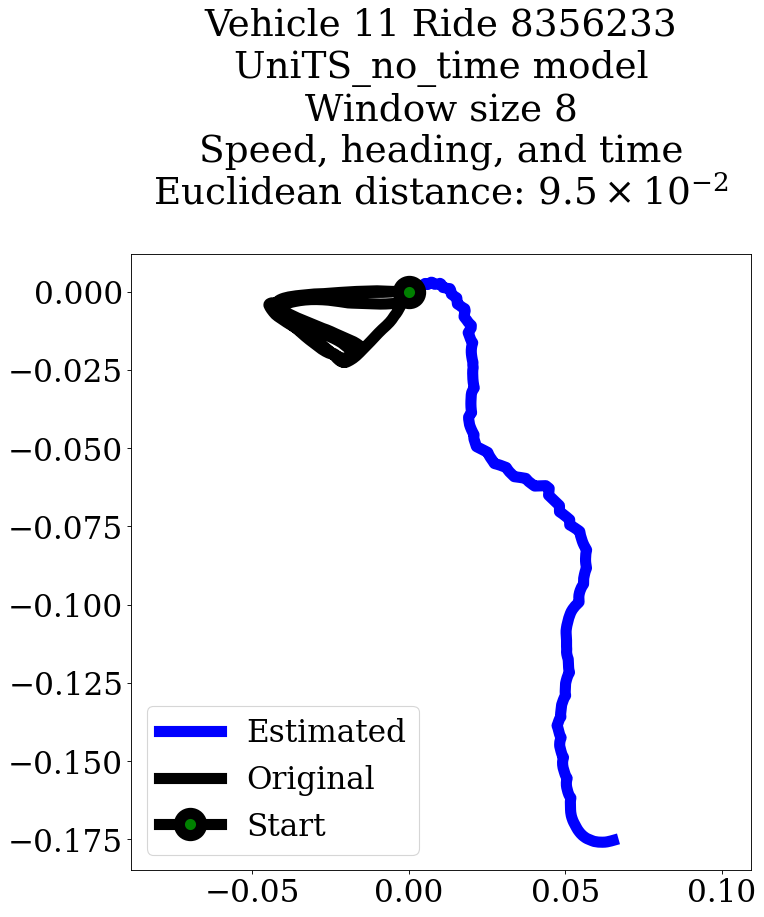 Vehicle 11 Ride 8356233
UniTS_no_time model
Window size 8
Speed, heading, and time
Euclidean distance: 9.5 × 10⁻²
0.000
−0.025
−0.050
−0.075
−0.100
−0.125
−0.150
−0.175
Estimated
Original
Start
−0.05
0.00
0.05
0.10